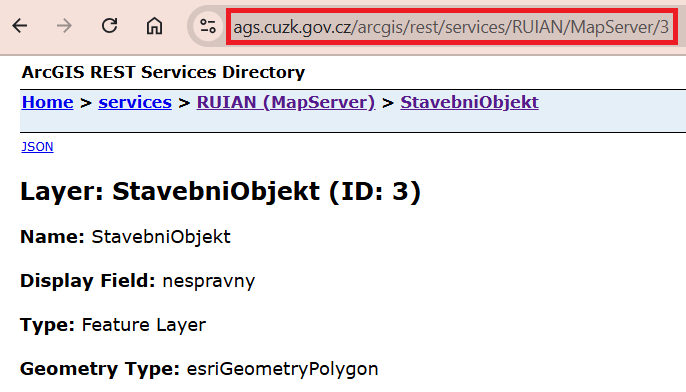 ags.cuzk.gov.cz/arcgis/rest/services/RUIAN/MapServer/3
ArcGIS REST Services Directory
Home > services > RUIAN (MapServer) > StavebniObjekt
JSON
Layer: StavebniObjekt (ID: 3)
Name: StavebniObjekt
Display Field: nespravny
Type: Feature Layer
Geometry Type: esriGeometryPolygon